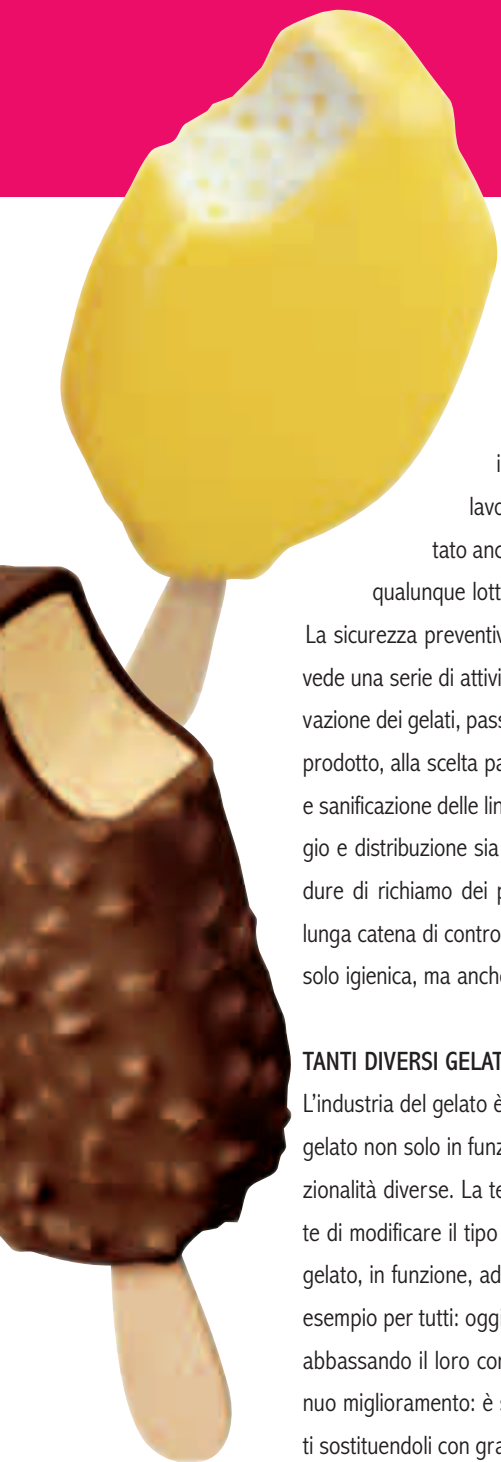 i
lavo
tato anc
qualunque lott
La sicurezza preventiv
vede una serie di attivi
vazione dei gelati, pass
prodotto, alla scelta pa
e sanificazione delle lin
gio e distribuzione sia
dure di richiamo dei p
lunga catena di contro
solo igienica, ma anche
TANTI DIVERSI GELAT
L'industria del gelato è
gelato non solo in funz
zionalità diverse. La te
te di modificare il tipo
gelato, in funzione, ad
esempio per tutti: oggi
abbassando il loro con
nuo miglioramento: è s
ti sostituendoli con gra